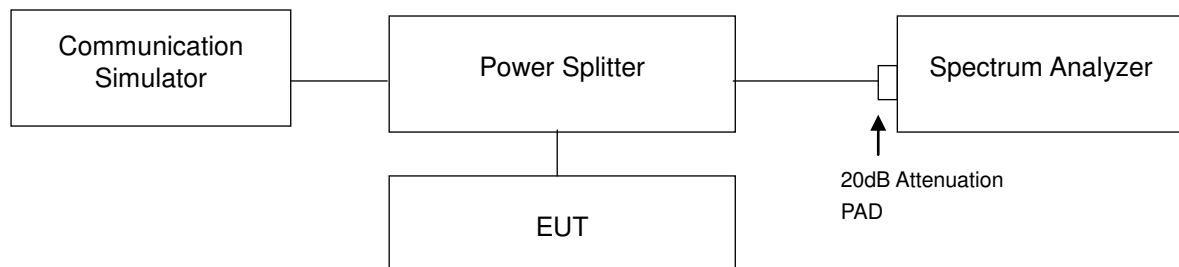 Communication
Simulator
Power Splitter
Spectrum Analyzer
20dB Attenuation
PAD
EUT